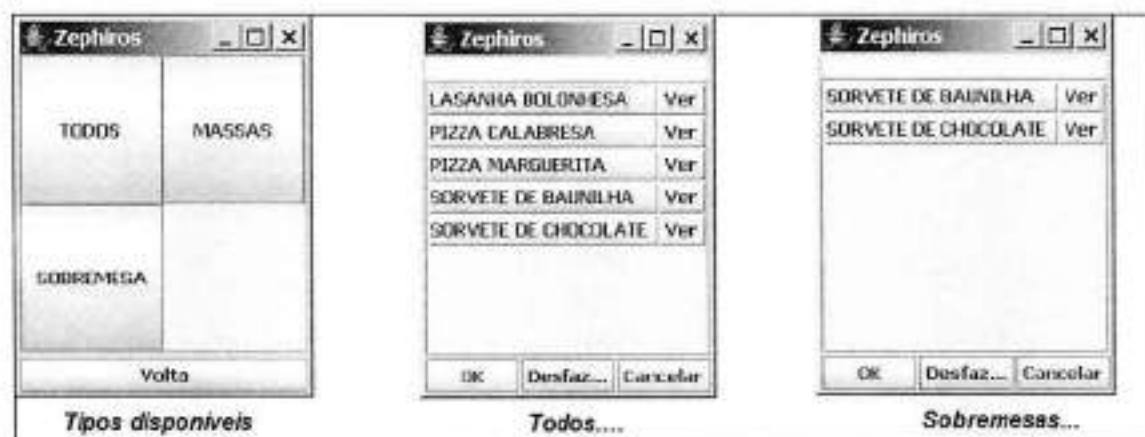 Zephiros
TODOS MASSAS
SOBREMESA
Volta
Tipos disponíveis
Zephiros
LASANHA BOLONHESA Ver
PIZZA CALABRESA Ver
PIZZA MARGUERITA Ver
SORVETE DE BAUNILHA Ver
SORVETE DE CHOCOLATE Ver
OK Desfaz... Cancelar
Todos....
Zephiros
SORVETE DE BAUNILHA Ver
SORVETE DE CHOCOLATE Ver
OK Desfaz... Cancelar
Sobremesas...